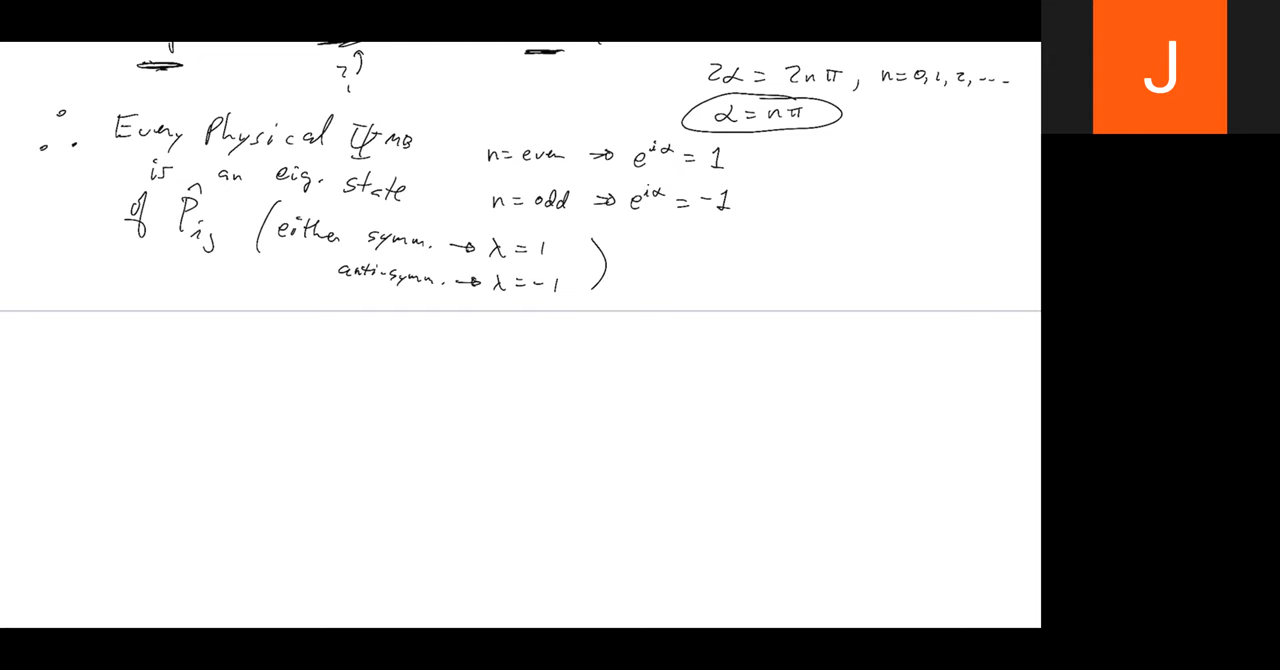 2α = 2nπ, n=0,1,2,...
α = nπ
∴ Every Physical Ψ_MB
is an eig. state
of P̂_ij (either symm. → λ = 1
anti-symm. → λ = -1)
n = even ⇒ e^{iα} = 1
n = odd ⇒ e^{iα} = -1
J